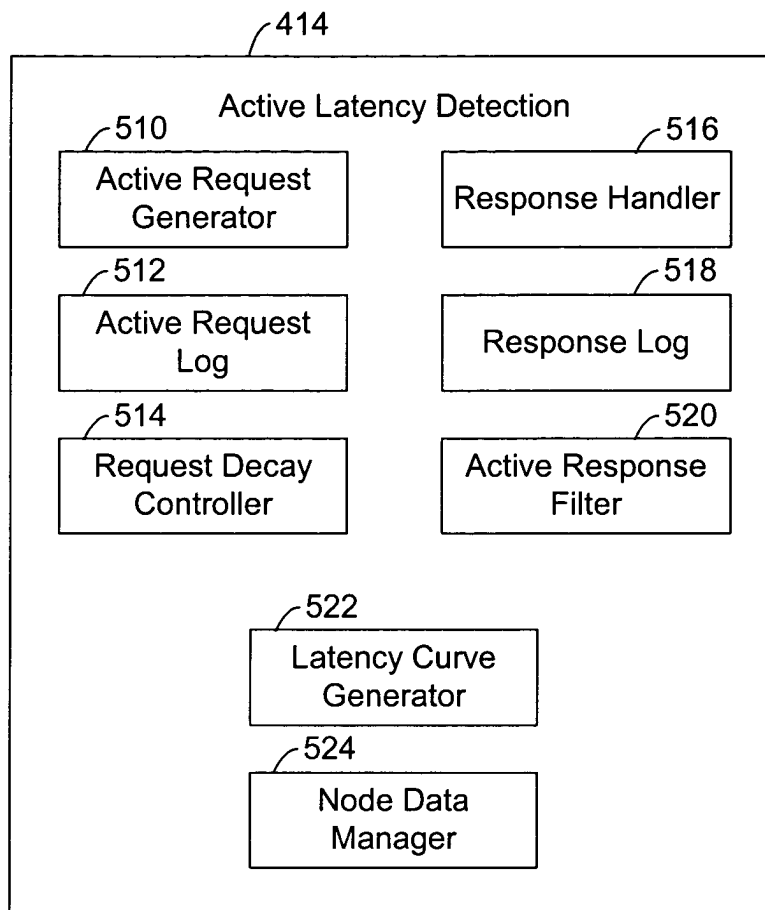 414
Active Latency Detection
510
Active Request
Generator
516
Response Handler
512
Active Request
Log
518
Response Log
514
Request Decay
Controller
520
Active Response
Filter
522
Latency Curve
Generator
524
Node Data
Manager